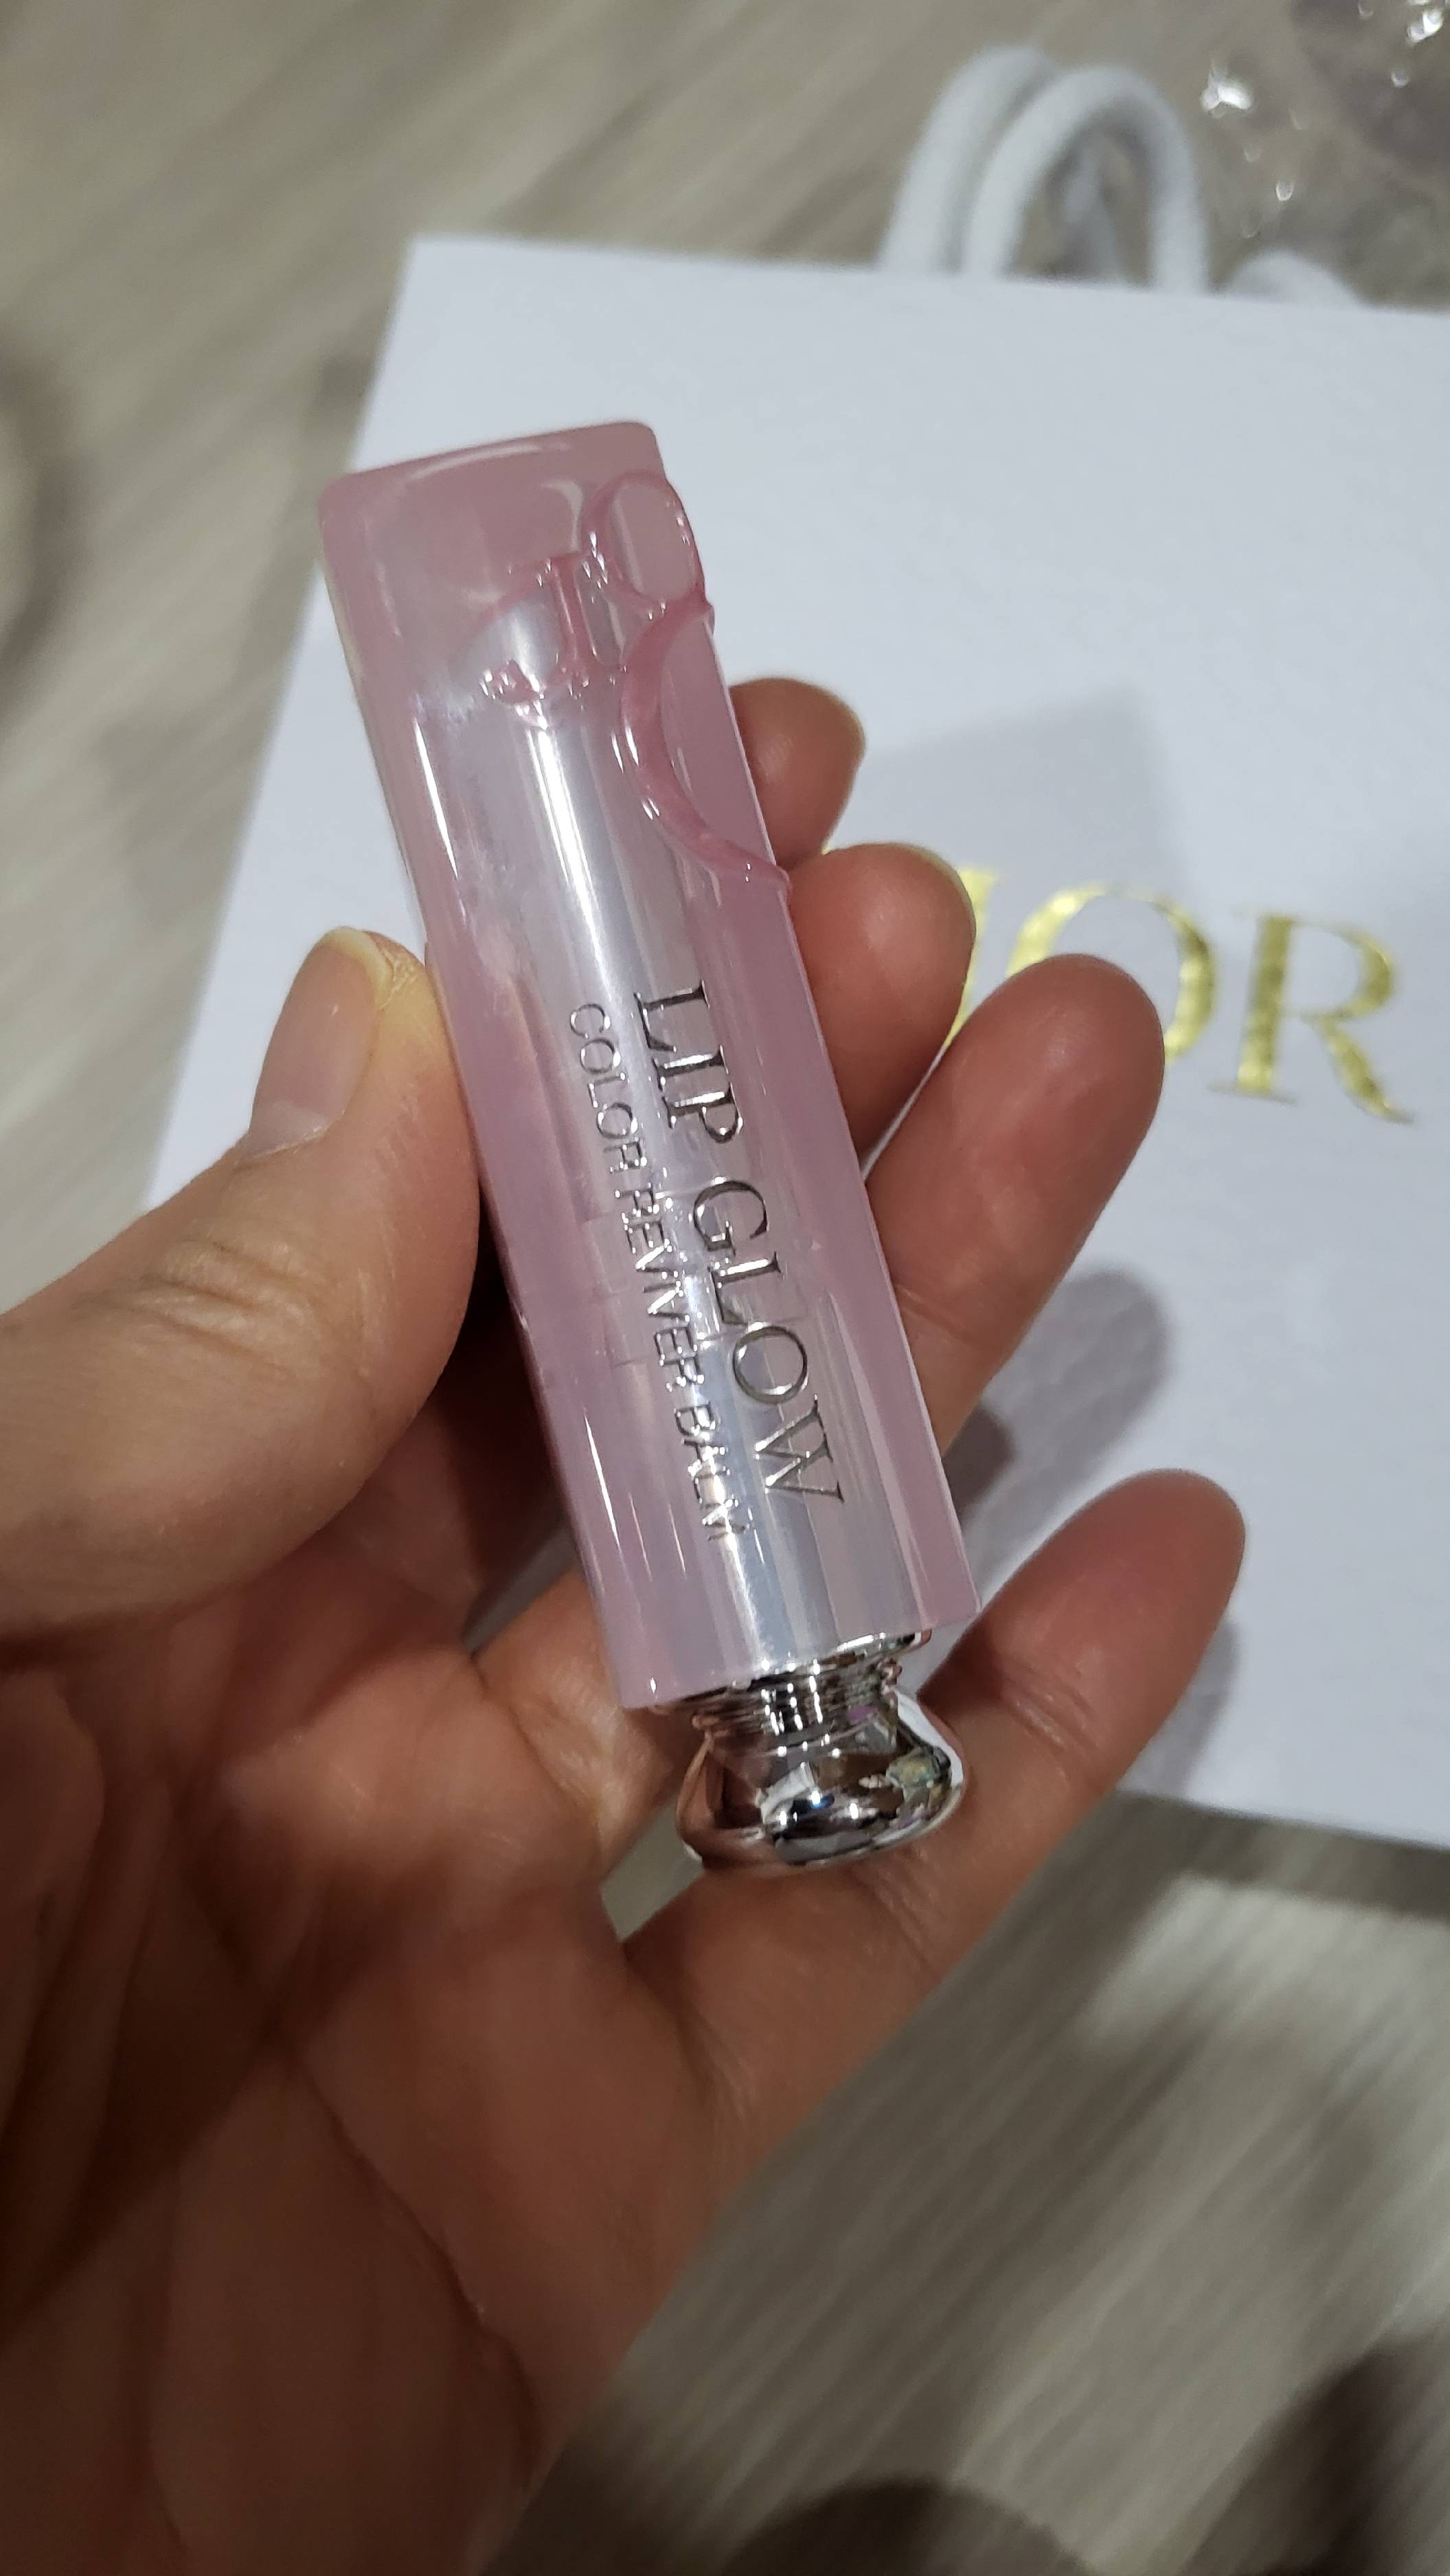 Dior
LIP GLOW
COLOR REVIVER BALM
IOR